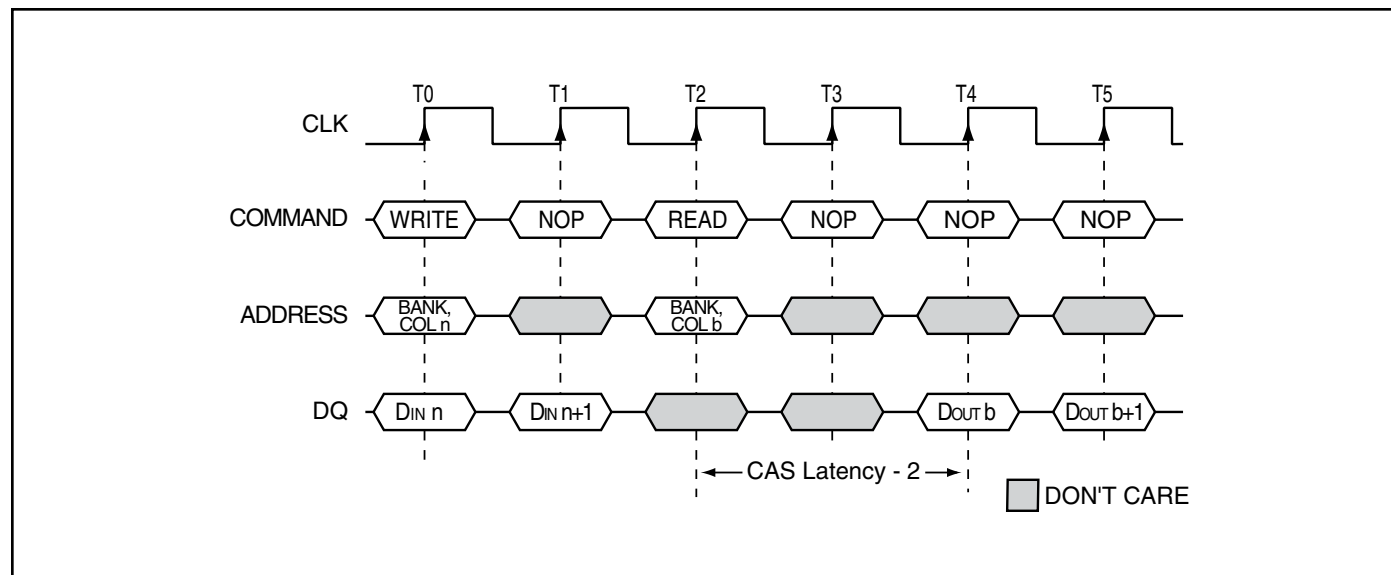 T0 T1 T2 T3 T4 T5
CLK
COMMAND WRITE NOP READ NOP NOP NOP
ADDRESS BANK, COL n BANK, COL b
DQ DIN n DIN n+1 DOUT b DOUT b+1
CAS Latency - 2
DON'T CARE